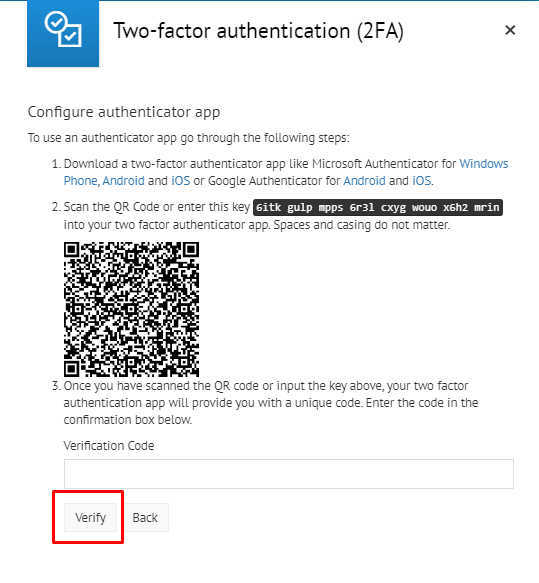 Two-factor authentication (2FA)
Configure authenticator app
To use an authenticator app go through the following steps:
1. Download a two-factor authenticator app like Microsoft Authenticator for Windows
Phone, Android and iOS or Google Authenticator for Android and iOS.
2. Scan the QR Code or enter this key 6itk gulp mpps 6r3l cxyg wouo x6h2 mrin
into your two factor authenticator app. Spaces and casing do not matter.
3. Once you have scanned the QR code or input the key above, your two factor
authentication app will provide you with a unique code. Enter the code in the
confirmation box below.
Verification Code
Verify Back